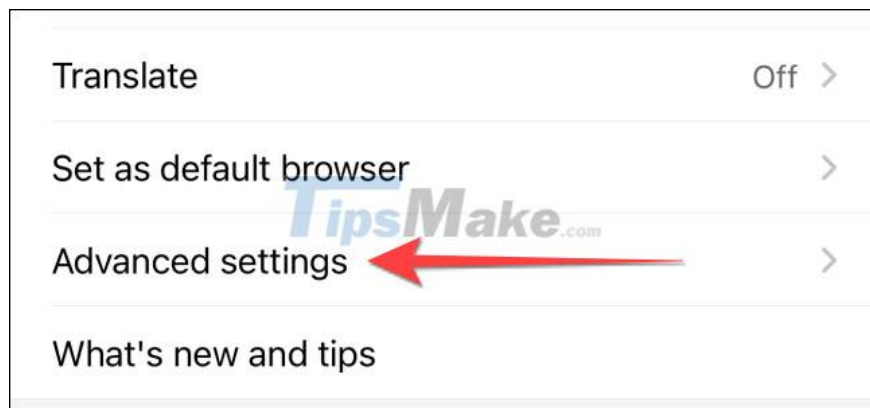 Translate Off
Set as default browser
TipsMake.com
Advanced settings
What's new and tips